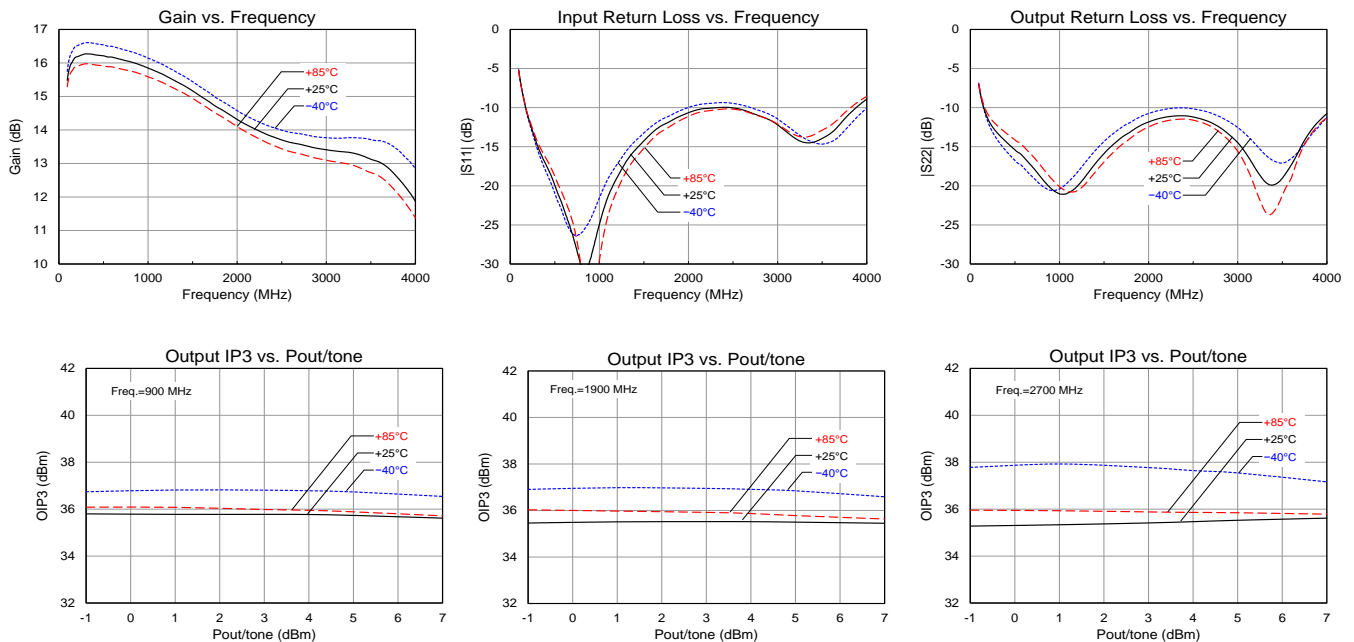 Gain vs. Frequency
17
16
15
14
13
12
11
10
Gain (dB)
+85°C
+25°C
−40°C
0
1000
2000
3000
4000
Frequency (MHz)
Input Return Loss vs. Frequency
0
-5
-10
-15
-20
-25
-30
|S11| (dB)
+85°C
+25°C
−40°C
0
1000
2000
3000
4000
Frequency (MHz)
Output Return Loss vs. Frequency
0
-5
-10
-15
-20
-25
-30
|S22| (dB)
+85°C
+25°C
−40°C
0
1000
2000
3000
4000
Frequency (MHz)
Output IP3 vs. Pout/tone
42
40
38
36
34
32
OIP3 (dBm)
Freq.=900 MHz
+85°C
+25°C
−40°C
-1
0
1
2
3
4
5
6
7
Pout/tone (dBm)
Output IP3 vs. Pout/tone
42
40
38
36
34
32
OIP3 (dBm)
Freq.=1900 MHz
+85°C
+25°C
−40°C
-1
0
1
2
3
4
5
6
7
Pout/tone (dBm)
Output IP3 vs. Pout/tone
42
40
38
36
34
32
OIP3 (dBm)
Freq.=2700 MHz
+85°C
+25°C
−40°C
-1
0
1
2
3
4
5
6
7
Pout/tone (dBm)